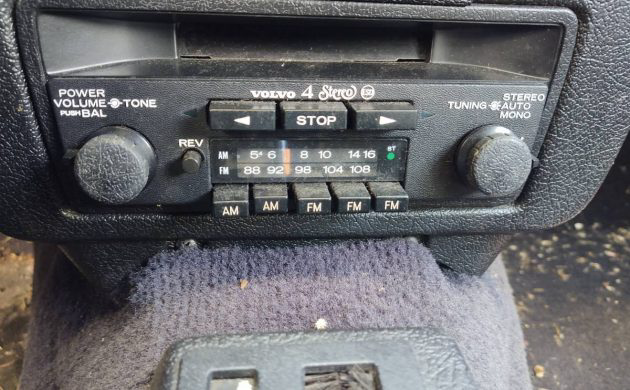 POWER
VOLUME TONE
PUSH BAL
VOLVO 4 Stereo
STEREO
TUNING AUTO
MONO
◄ STOP ►
REV
AM 5⁴ 6 8 10 14 16 ST
FM 88 92 98 104 108
AM AM FM FM FM